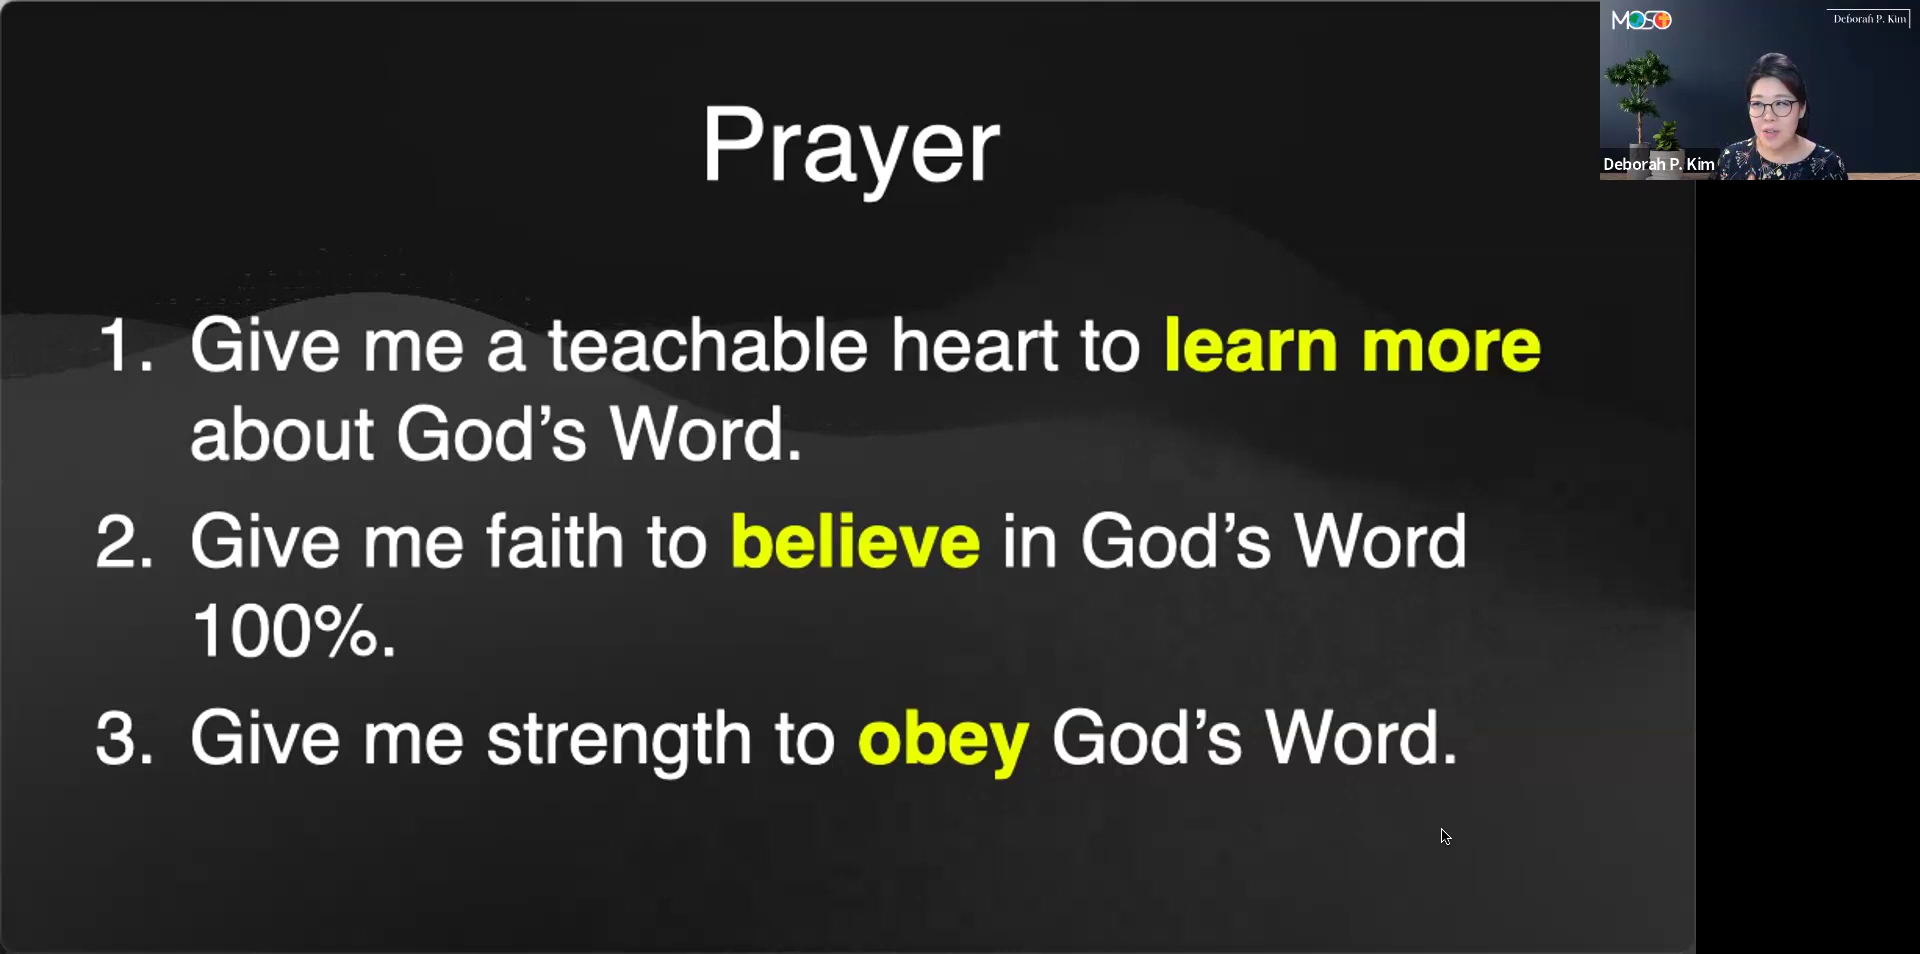 Prayer
1. Give me a teachable heart to learn more
about God’s Word.
2. Give me faith to believe in God’s Word
100%.
3. Give me strength to obey God’s Word.
MOSO
Deborah P. Kim
Deborah P. Kim